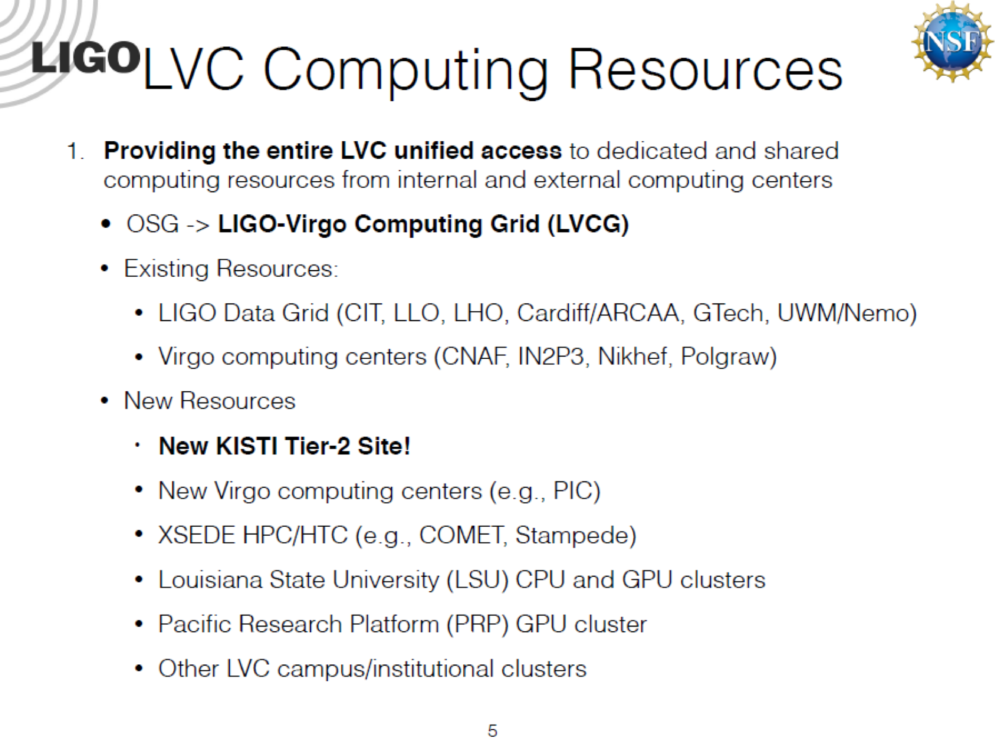 LIGO
LVC Computing Resources
NSF
1. Providing the entire LVC unified access to dedicated and shared
computing resources from internal and external computing centers
• OSG -> LIGO-Virgo Computing Grid (LVCG)
• Existing Resources:
• LIGO Data Grid (CIT, LLO, LHO, Cardiff/ARCAA, GTech, UWM/Nemo)
• Virgo computing centers (CNAF, IN2P3, Nikhef, Polgraw)
• New Resources
• New KISTI Tier-2 Site!
• New Virgo computing centers (e.g., PIC)
• XSEDE HPC/HTC (e.g., COMET, Stampede)
• Louisiana State University (LSU) CPU and GPU clusters
• Pacific Research Platform (PRP) GPU cluster
• Other LVC campus/institutional clusters
5